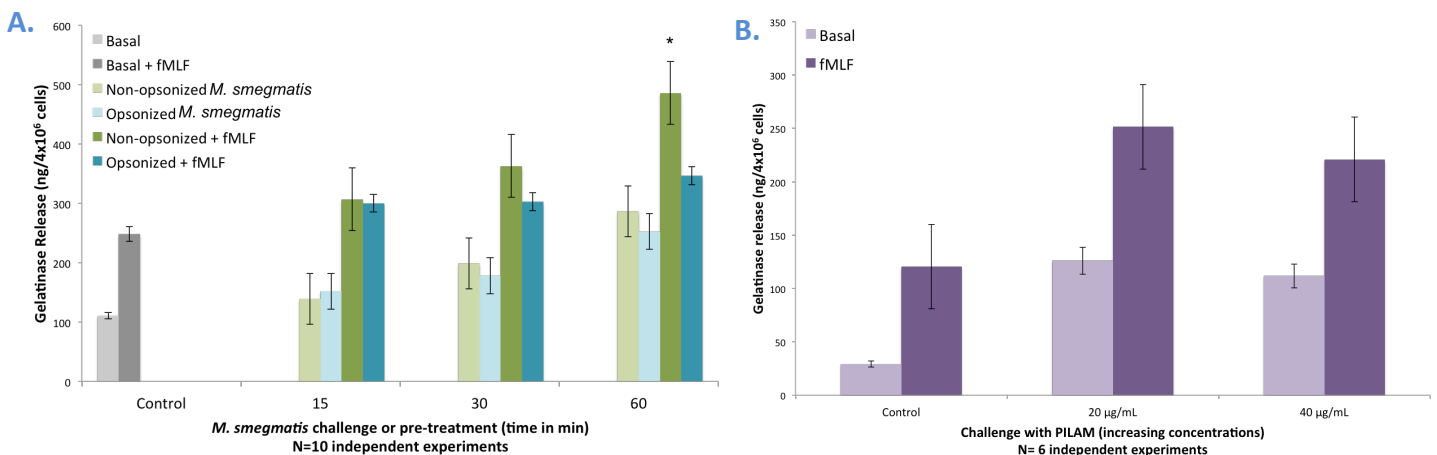 A.
Gelatinase Release (ng/4x10⁶ cells)
600
500
400
300
200
100
0
Basal
Basal + fMLF
Non-opsonized M. smegmatis
Opsonized M. smegmatis
Non-opsonized + fMLF
Opsonized + fMLF
*
Control
15
30
60
M. smegmatis challenge or pre-treatment (time in min)
N=10 independent experiments
B.
Gelatinase release (ng/4x10⁶ cells)
350
300
250
200
150
100
50
0
Basal
fMLF
Control
20 μg/mL
40 μg/mL
Challenge with PILAM (increasing concentrations)
N= 6 independent experiments